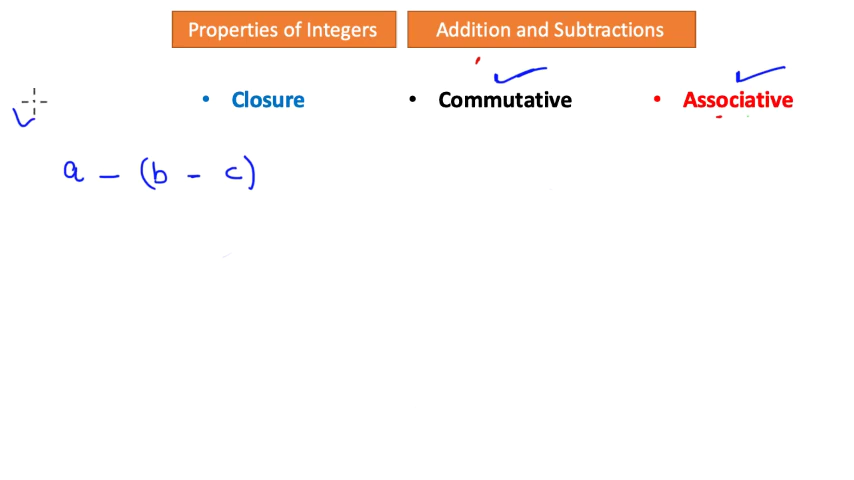 Properties of Integers
Addition and Subtractions
• Closure
• Commutative
• Associative
a - (b - c)